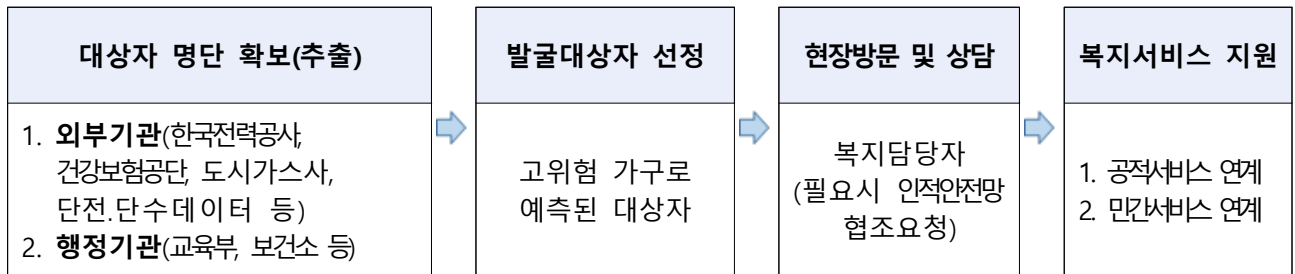 대상자 명단 확보(추출)
1. 외부기관(한국전력공사,
건강보험공단, 도시가스사,
단전.단수데이터 등)
2. 행정기관(교육부, 보건소 등)
발굴대상자 선정
고위험 가구로
예측된 대상자
현장방문 및 상담
복지담당자
(필요시 인적안전망
협조요청)
복지서비스 지원
1. 공적서비스 연계
2. 민간서비스 연계